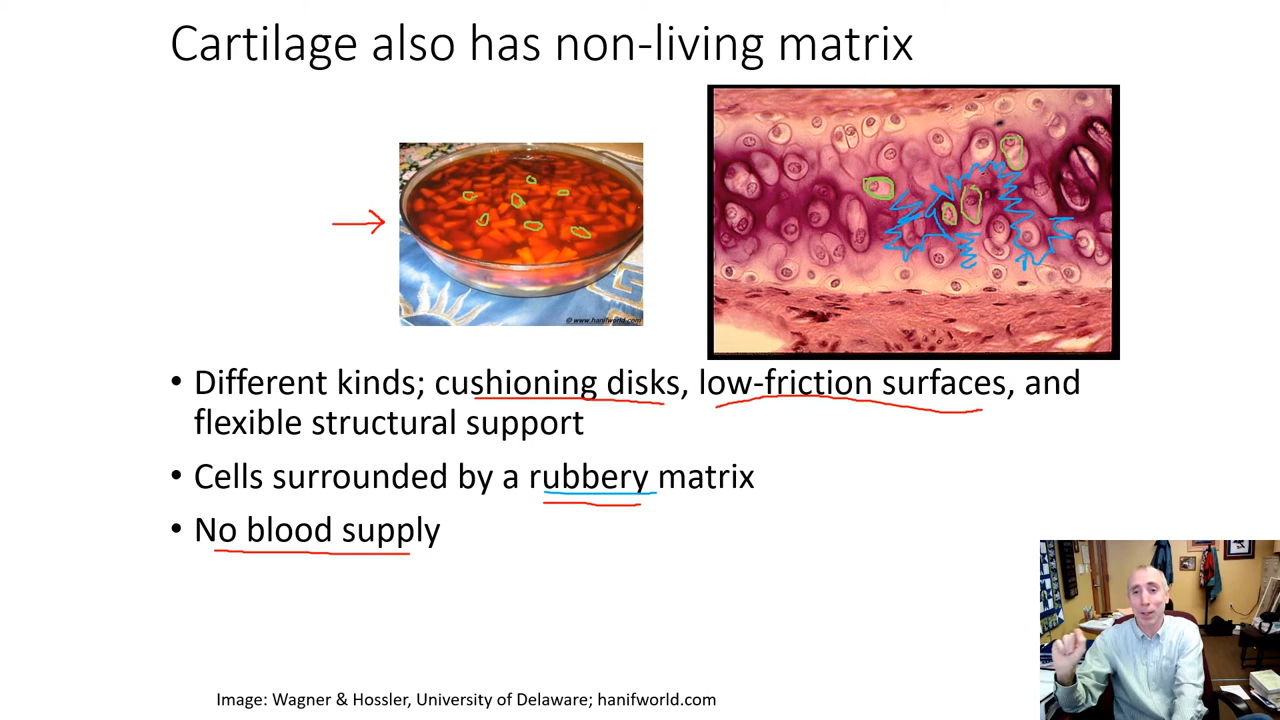 Cartilage also has non-living matrix
© www.hanifworld.com
• Different kinds; cushioning disks, low-friction surfaces, and
flexible structural support
• Cells surrounded by a rubbery matrix
• No blood supply
Image: Wagner & Hossler, University of Delaware; hanifworld.com